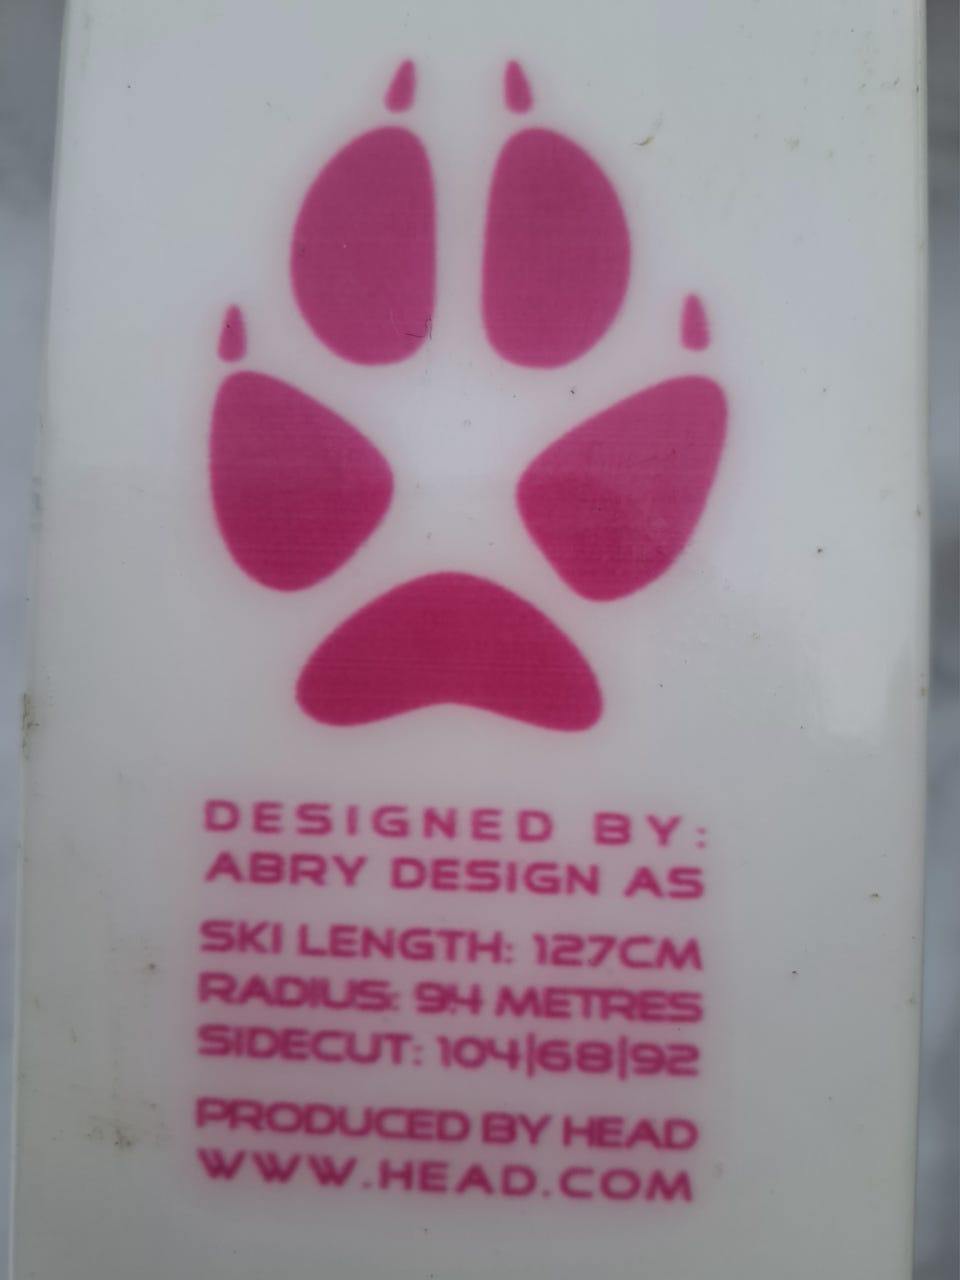 DESIGNED BY:
ABRY DESIGN AS
SKI LENGTH: 127CM
RADIUS: 9.4 METRES
SIDECUT: 104|68|92
PRODUCED BY HEAD
WWW.HEAD.COM